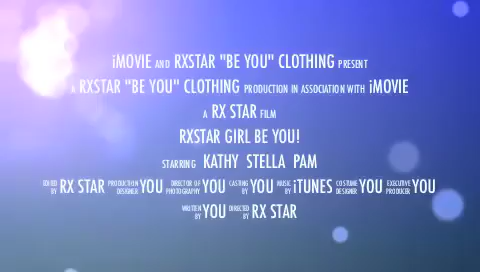 iMOVIE AND RXSTAR "BE YOU" CLOTHING PRESENT
A RXSTAR "BE YOU" CLOTHING PRODUCTION IN ASSOCIATION WITH iMOVIE
A RX STAR FILM
RXSTAR GIRL BE YOU!
STARRING KATHY STELLA PAM
EDITED BY RX STAR PRODUCTION DESIGNER YOU DIRECTOR OF PHOTOGRAPHY YOU CASTING BY YOU MUSIC BY iTUNES COSTUME DESIGNER YOU EXECUTIVE PRODUCER YOU
WRITTEN BY YOU DIRECTED BY RX STAR